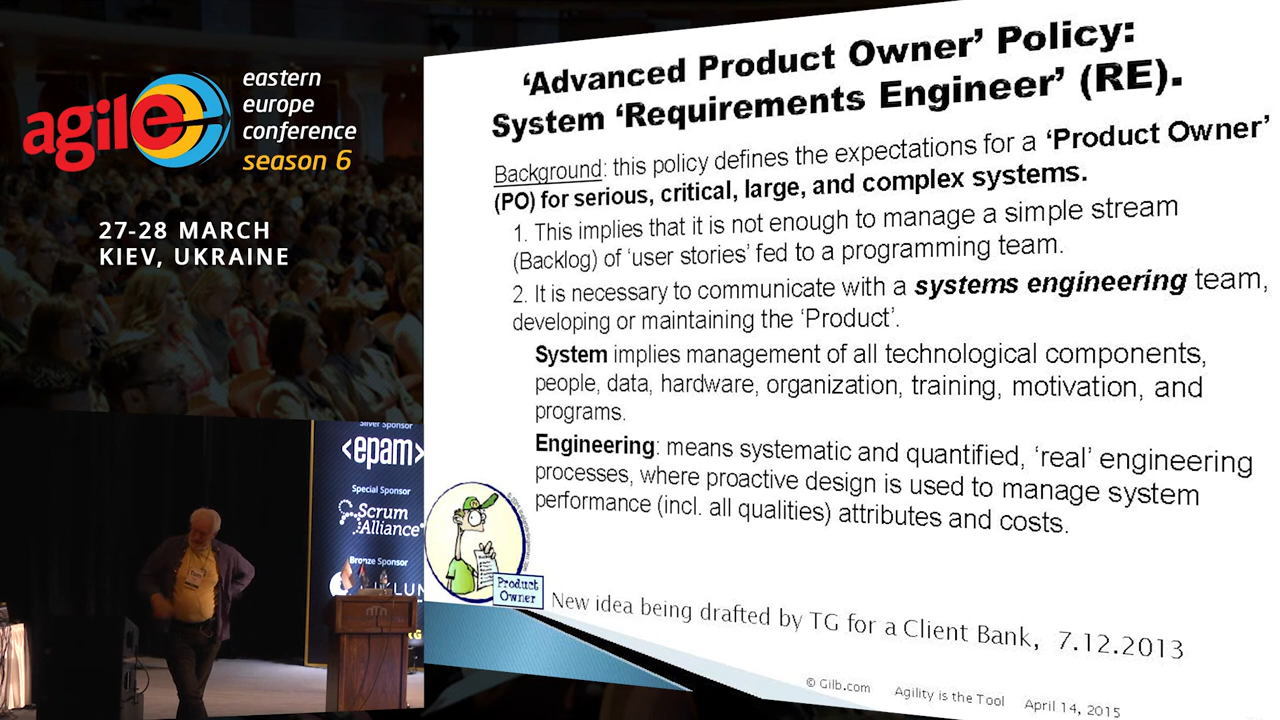 agile
eastern
europe
conference
season 6
27-28 MARCH
KIEV, UKRAINE
Silver Sponsor
<epam>
Special Sponsor
Scrum
Alliance
Bronze Sponsor
‘Advanced Product Owner’ Policy:
System ‘Requirements Engineer’ (RE).
Background: this policy defines the expectations for a ‘Product Owner’
(PO) for serious, critical, large, and complex systems.
1. This implies that it is not enough to manage a simple stream
(Backlog) of ‘user stories’ fed to a programming team.
2. It is necessary to communicate with a systems engineering team,
developing or maintaining the ‘Product’.
System implies management of all technological components,
people, data, hardware, organization, training, motivation, and
programs.
Engineering: means systematic and quantified, ‘real’ engineering
processes, where proactive design is used to manage system
performance (incl. all qualities) attributes and costs.
Product
Owner
New idea being drafted by TG for a Client Bank, 7.12.2013
© Gilb.com Agility is the Tool April 14, 2015